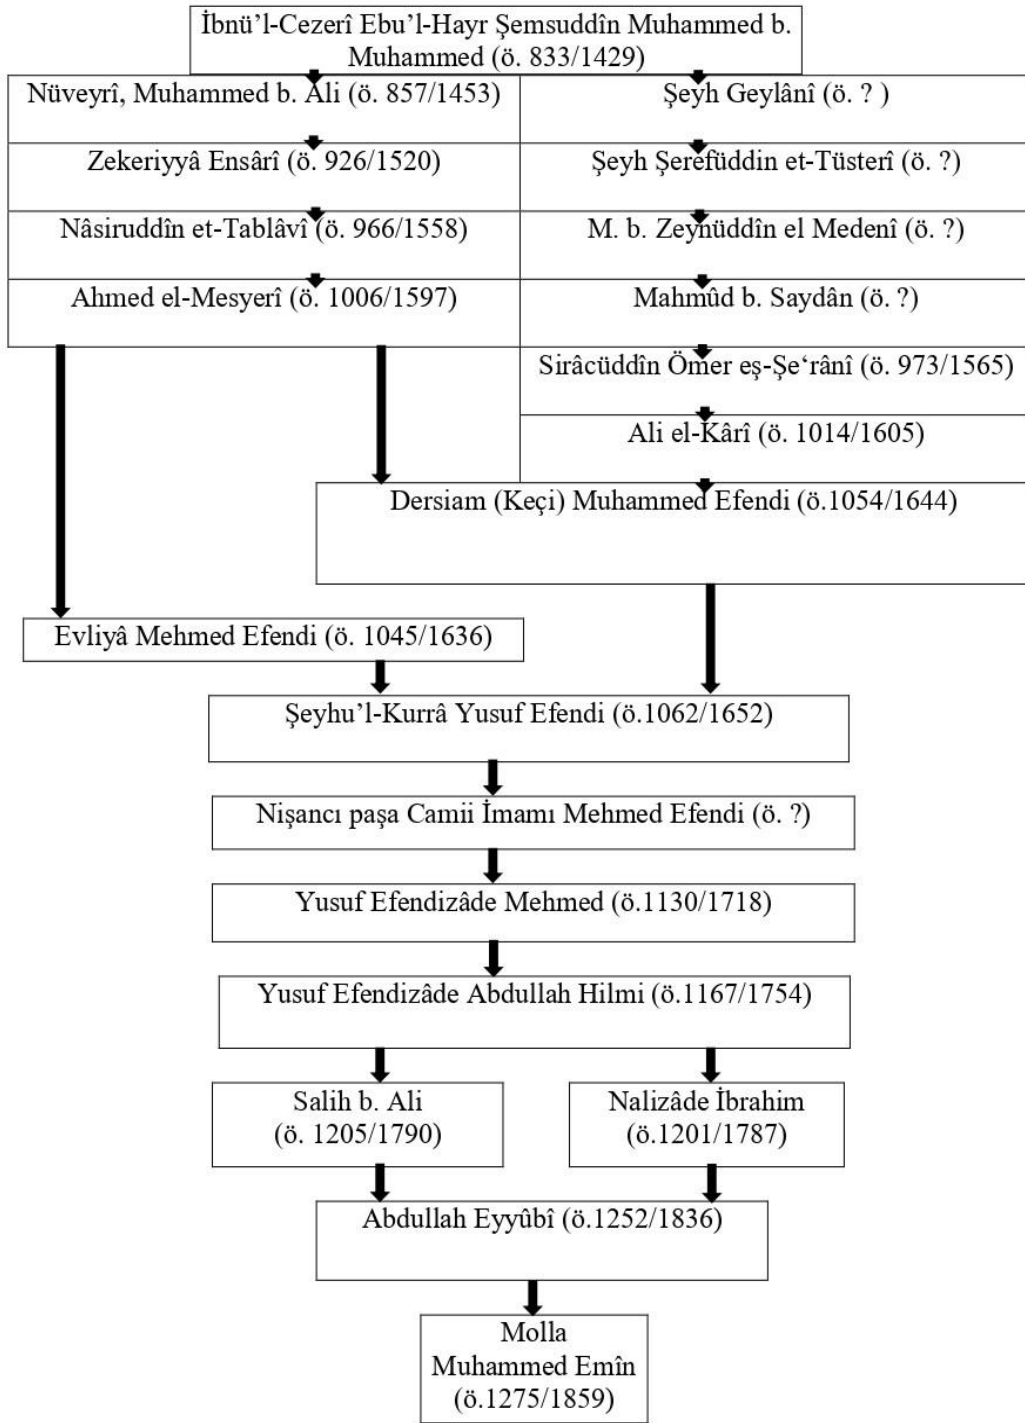 İbnü’l-Cezerî Ebu’l-Hayr Şemsuddîn Muhammed b.
Muhammed (ö. 833/1429)
Nüveyrî, Muhammed b. Ali (ö. 857/1453)
Şeyh Geylânî (ö. ? )
Zekeriyyâ Ensârî (ö. 926/1520)
Şeyh Şerefüddin et-Tüsterî (ö. ?)
Nâsiruddîn et-Tablâvî (ö. 966/1558)
M. b. Zeynüddîn el Medenî (ö. ?)
Ahmed el-Mesyerî (ö. 1006/1597)
Mahmûd b. Saydân (ö. ?)
Sirâcüddîn Ömer eş-Şe‘rânî (ö. 973/1565)
Ali el-Kârî (ö. 1014/1605)
Dersiam (Keçi) Muhammed Efendi (ö.1054/1644)
Evliyâ Mehmed Efendi (ö. 1045/1636)
Şeyhu’l-Kurrâ Yusuf Efendi (ö.1062/1652)
Nişancı paşa Camii İmamı Mehmed Efendi (ö. ?)
Yusuf Efendizâde Mehmed (ö.1130/1718)
Yusuf Efendizâde Abdullah Hilmi (ö.1167/1754)
Salih b. Ali
(ö. 1205/1790)
Nalizâde İbrahim
(ö.1201/1787)
Abdullah Eyyûbî (ö.1252/1836)
Molla
Muhammed Emîn
(ö.1275/1859)